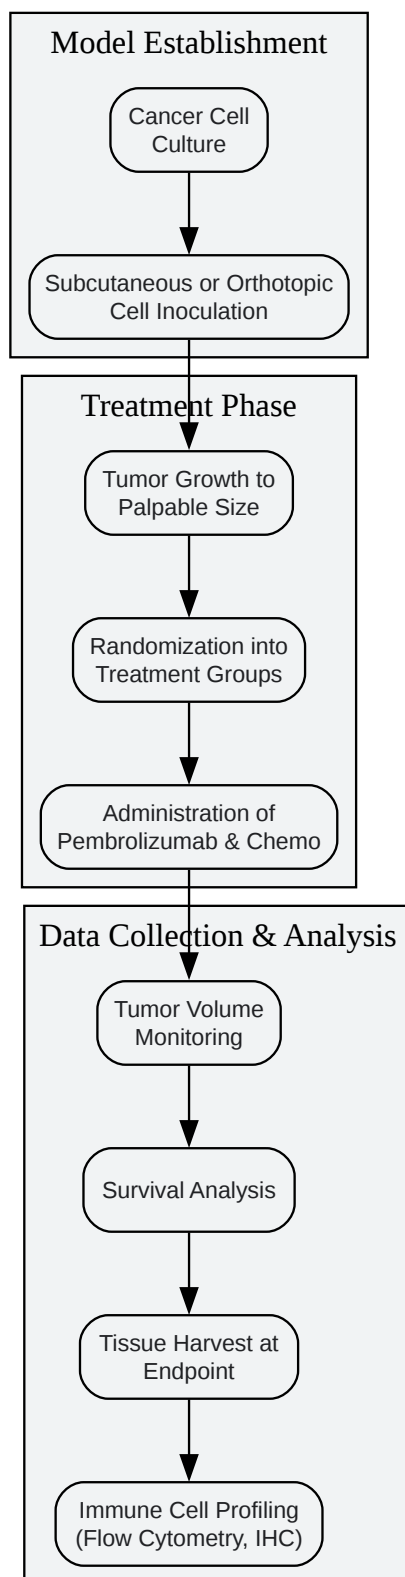 Model Establishment
Cancer Cell
Culture
Subcutaneous or Orthotopic
Cell Inoculation
Treatment Phase
Tumor Growth to
Palpable Size
Randomization into
Treatment Groups
Administration of
Pembrolizumab & Chemo
Data Collection & Analysis
Tumor Volume
Monitoring
Survival Analysis
Tissue Harvest at
Endpoint
Immune Cell Profiling
(Flow Cytometry, IHC)